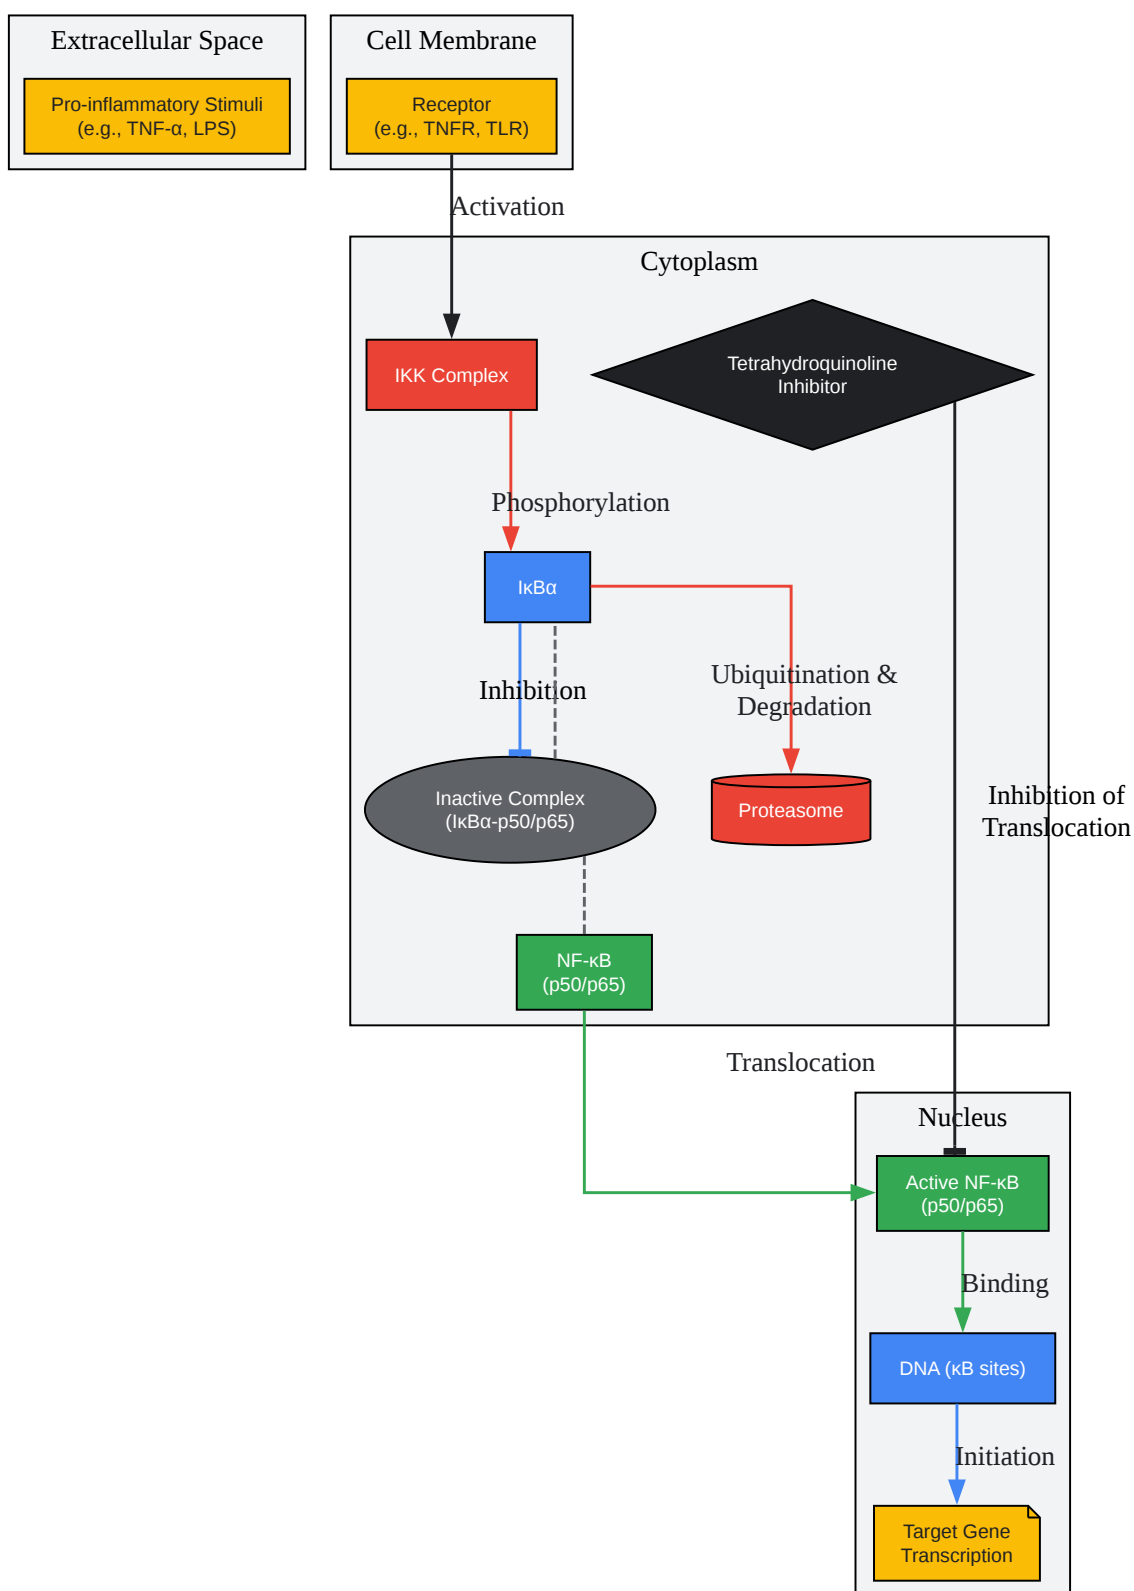 Extracellular Space
Pro-inflammatory Stimuli
(e.g., TNF-α, LPS)
Cell Membrane
Receptor
(e.g., TNFR, TLR)
Activation
Cytoplasm
IKK Complex
Tetrahydroquinoline
Inhibitor
Phosphorylation
IκBα
Inhibition
Ubiquitination &
Degradation
Inactive Complex
(IκBα-p50/p65)
Proteasome
Inhibition of
Translocation
NF-κB
(p50/p65)
Translocation
Nucleus
Active NF-κB
(p50/p65)
Binding
DNA (κB sites)
Initiation
Target Gene
Transcription